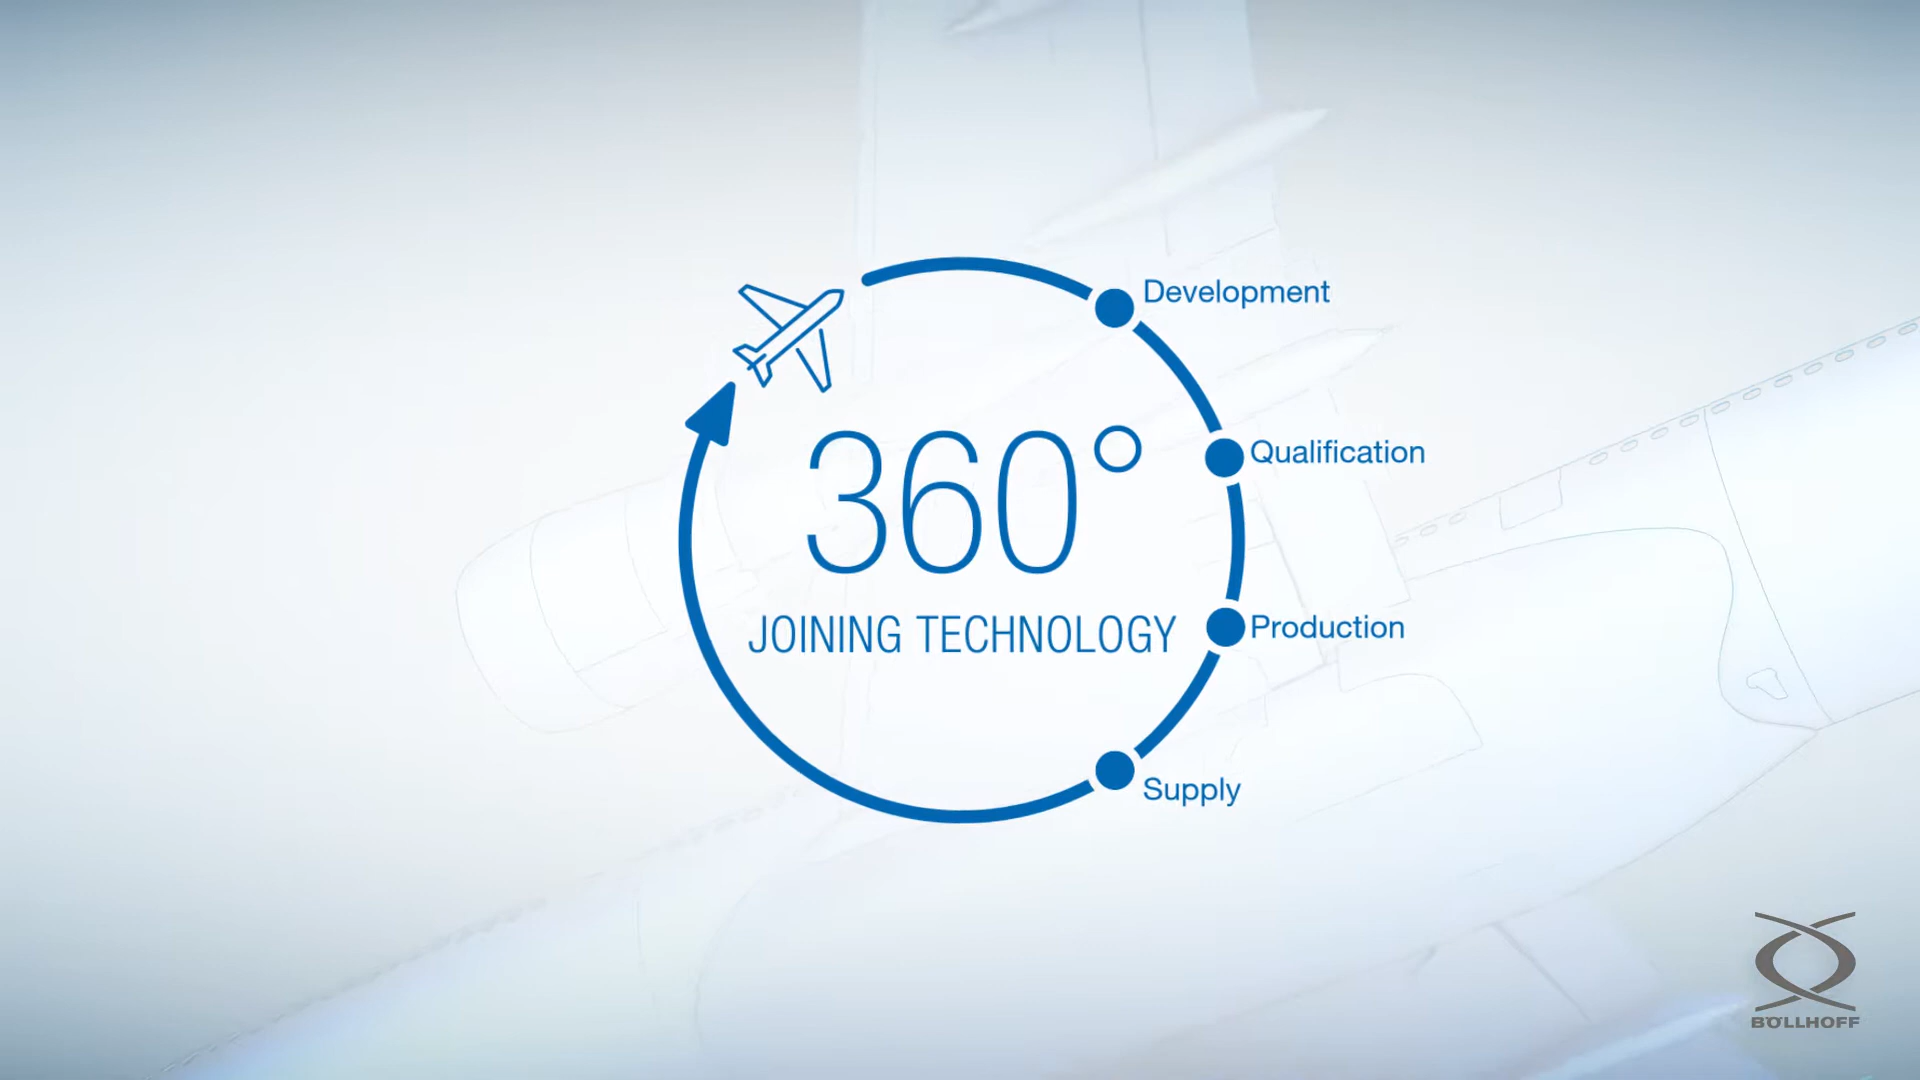 Development
Qualification
360°
JOINING TECHNOLOGY
Production
Supply
BÖLLHOFF